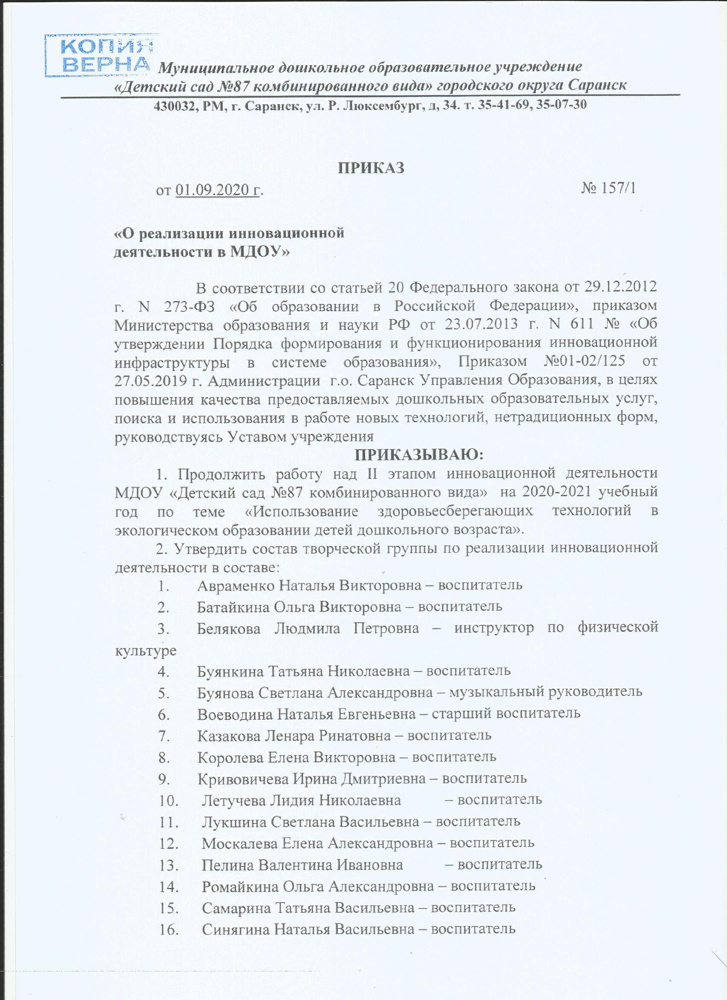 КОПИЯ
ВЕРНА
Муниципальное дошкольное образовательное учреждение
«Детский сад №87 комбинированного вида» городского округа Саранск
430032, РМ, г. Саранск, ул. Р. Люксембург, д, 34. т. 35-41-69, 35-07-30
ПРИКАЗ
от 01.09.2020 г. № 157/1
«О реализации инновационной
деятельности в МДОУ»
В соответствии со статьей 20 Федерального закона от 29.12.2012
г. N 273-ФЗ «Об образовании в Российской Федерации», приказом
Министерства образования и науки РФ от 23.07.2013 г. N 611 № «Об
утверждении Порядка формирования и функционирования инновационной
инфраструктуры в системе образования», Приказом №01-02/125 от
27.05.2019 г. Администрации г.о. Саранск Управления Образования, в целях
повышения качества предоставляемых дошкольных образовательных услуг,
поиска и использования в работе новых технологий, нетрадиционных форм,
руководствуясь Уставом учреждения
ПРИКАЗЫВАЮ:
1. Продолжить работу над II этапом инновационной деятельности
МДОУ «Детский сад №87 комбинированного вида» на 2020-2021 учебный
год по теме «Использование здоровьесберегающих технологий в
экологическом образовании детей дошкольного возраста».
2. Утвердить состав творческой группы по реализации инновационной
деятельности в составе:
1. Авраменко Наталья Викторовна – воспитатель
2. Батайкина Ольга Викторовна – воспитатель
3. Белякова Людмила Петровна – инструктор по физической
культуре
4. Буянкина Татьяна Николаевна – воспитатель
5. Буянова Светлана Александровна – музыкальный руководитель
6. Воеводина Наталья Евгеньевна – старший воспитатель
7. Казакова Ленара Ринатовна – воспитатель
8. Королева Елена Викторовна – воспитатель
9. Кривовичева Ирина Дмитриевна – воспитатель
10. Летучева Лидия Николаевна – воспитатель
11. Лукшина Светлана Васильевна – воспитатель
12. Москалева Елена Александровна – воспитатель
13. Пелина Валентина Ивановна – воспитатель
14. Ромайкина Ольга Александровна – воспитатель
15. Самарина Татьяна Васильевна – воспитатель
16. Синягина Наталья Васильевна – воспитатель